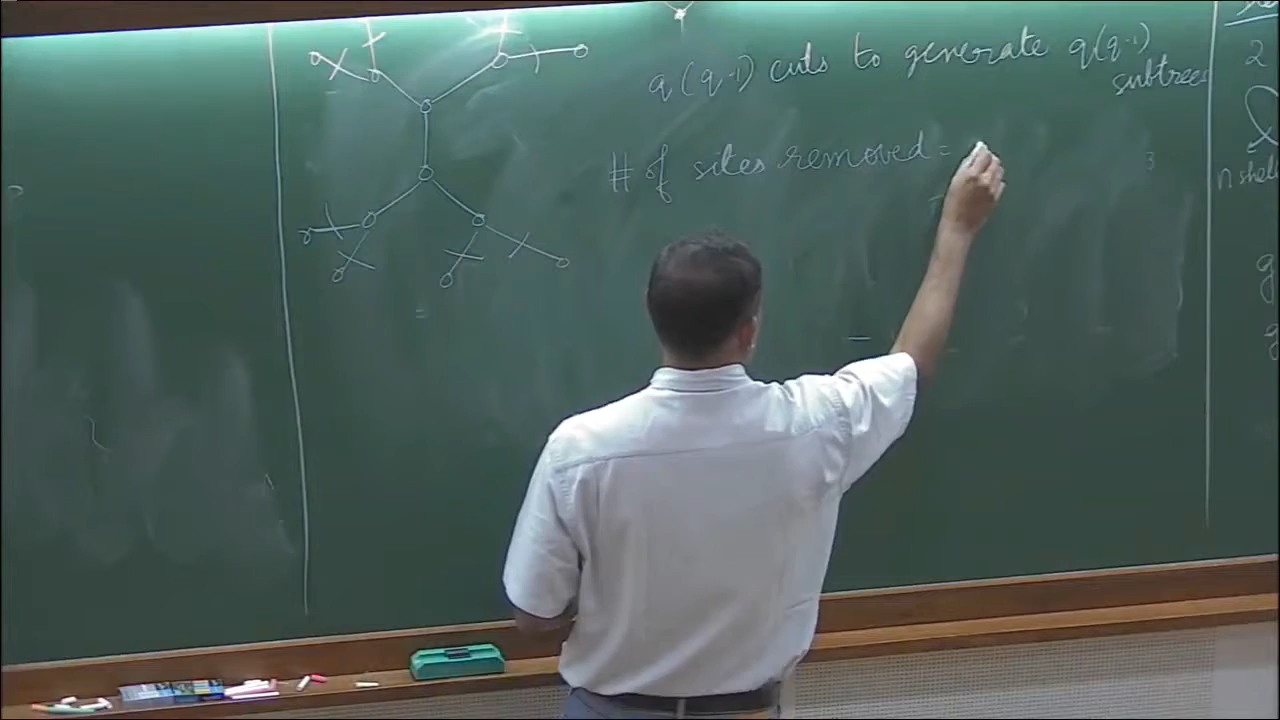 q(q-1) cuts to generate q(q-1)
subtrees
# of sites removed =
2
n shell
g
g